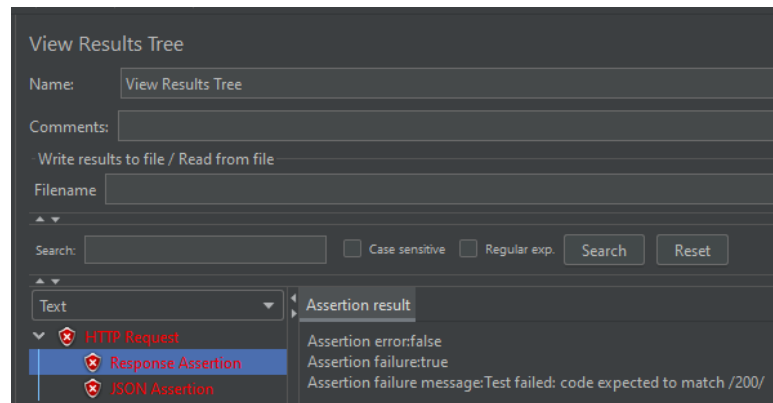 View Results Tree
Name: View Results Tree
Comments:
Write results to file / Read from file
Filename
Search: Case sensitive Regular exp. Search Reset
Text Assertion result
HTTP Request
Response Assertion
JSON Assertion
Assertion error:false
Assertion failure:true
Assertion failure message:Test failed: code expected to match /200/